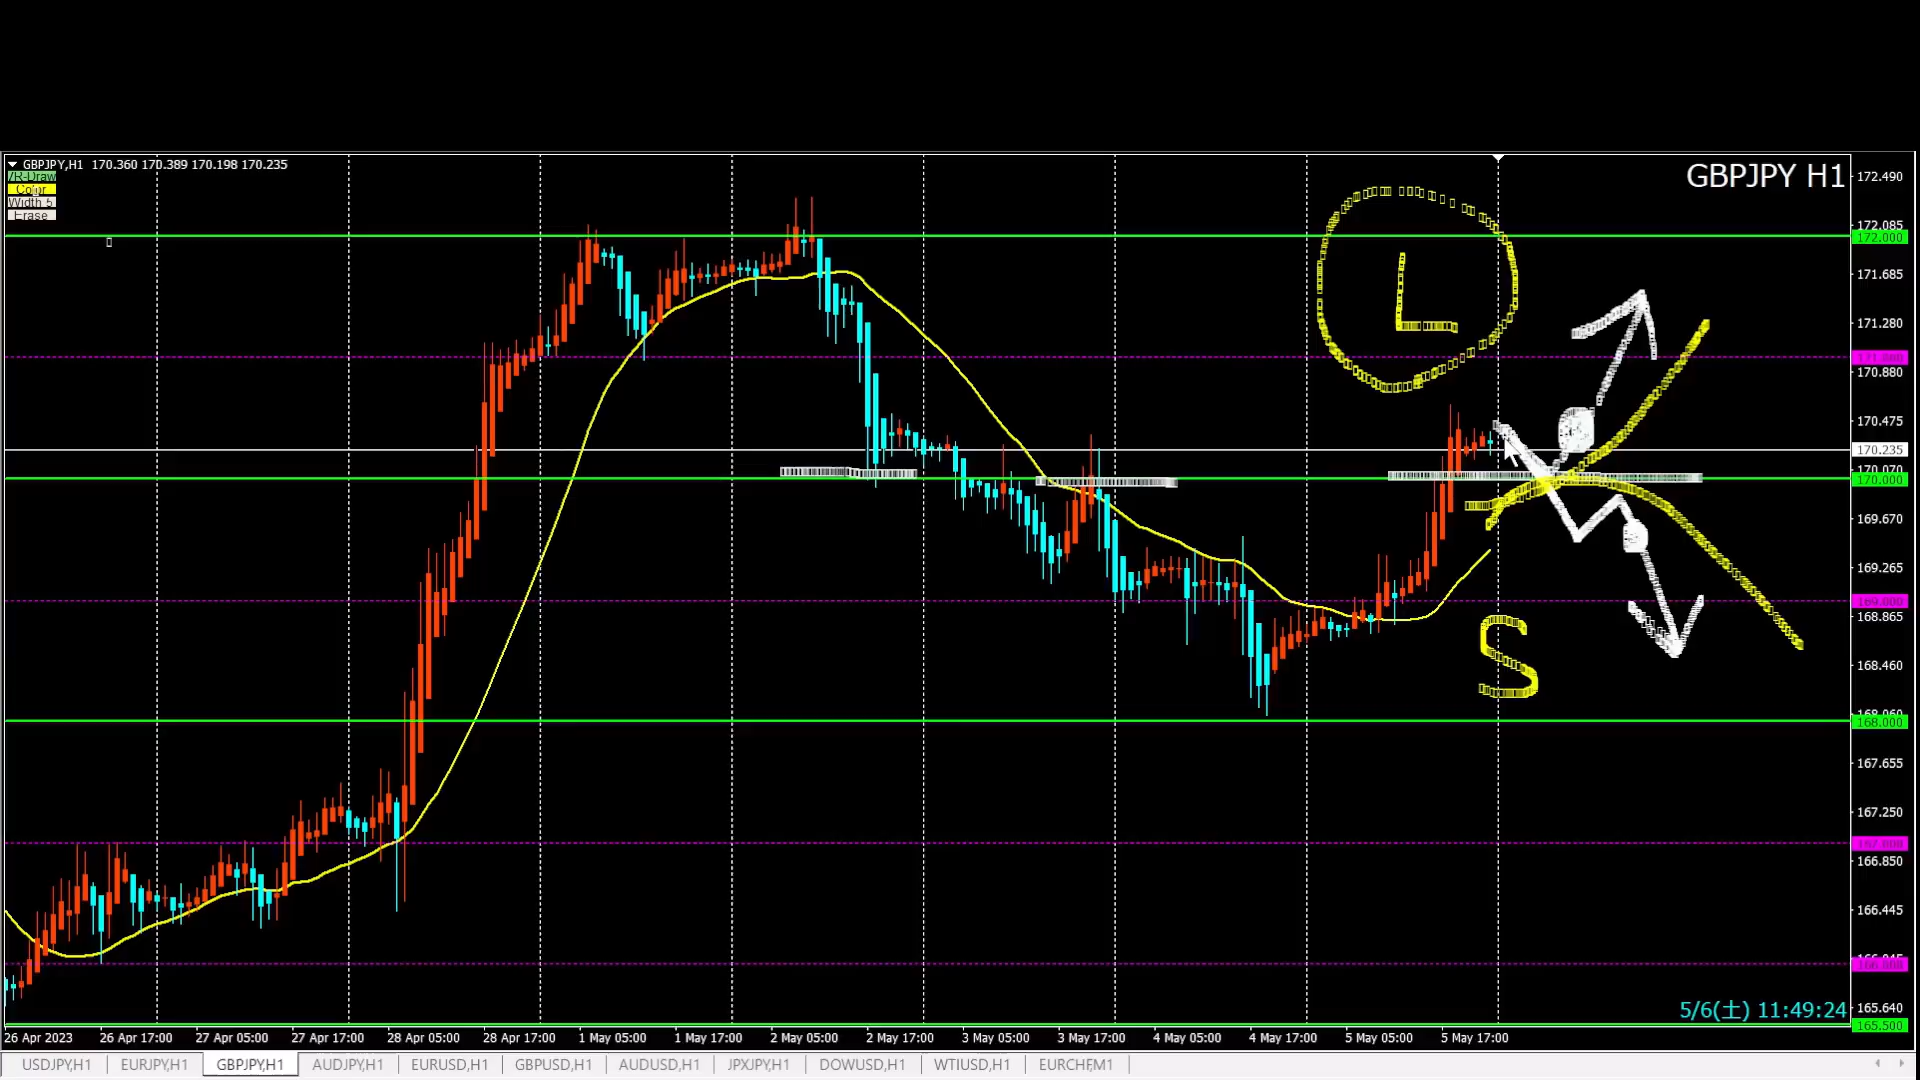 GBPJPY,H1 170.360 170.389 170.198 170.235
GBPJPY H1
/R-Draw
Color
Width 5
Erase
L
S
172.490
172.085
172.000
171.685
171.280
170.880
170.475
170.235
170.070
170.000
169.670
169.265
169.000
168.865
168.460
168.060
168.000
167.655
167.250
166.850
166.445
165.640
165.500
5/6(土) 11:49:24
26 Apr 2023 26 Apr 17:00 27 Apr 05:00 27 Apr 17:00 28 Apr 05:00 28 Apr 17:00 1 May 05:00 1 May 17:00 2 May 05:00 2 May 17:00 3 May 05:00 3 May 17:00 4 May 05:00 4 May 17:00 5 May 05:00 5 May 17:00
USDJPY,H1 EURJPY,H1 GBPJPY,H1 AUDJPY,H1 EURUSD,H1 GBPUSD,H1 AUDUSD,H1 JPXJPY,H1 DOWUSD,H1 WTIUSD,H1 EURCHF,M1